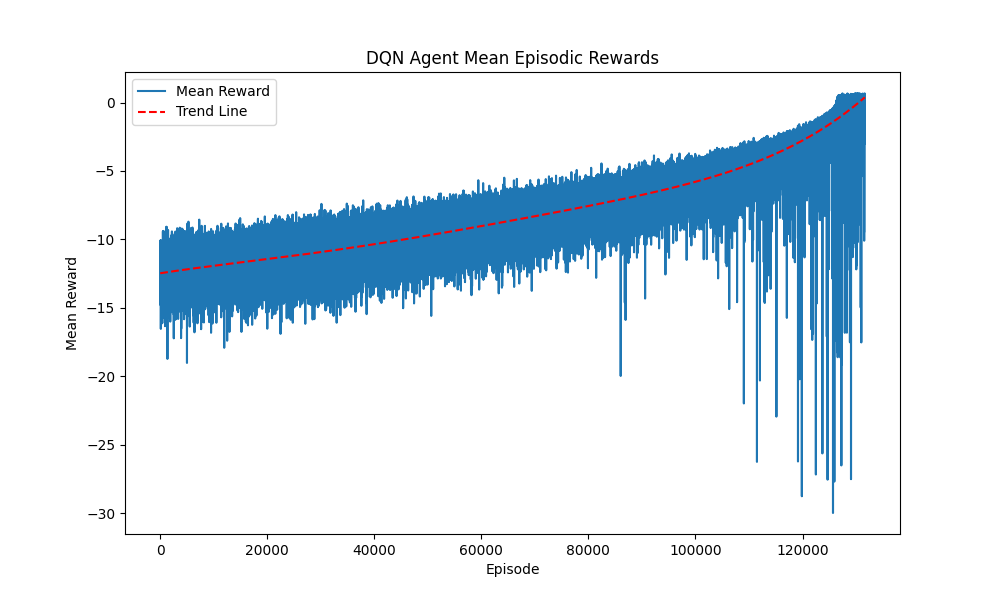 DQN Agent Mean Episodic Rewards
Mean Reward
Trend Line
0
−5
−10
−15
−20
−25
−30
Mean Reward
0
20000
40000
60000
80000
100000
120000
Episode